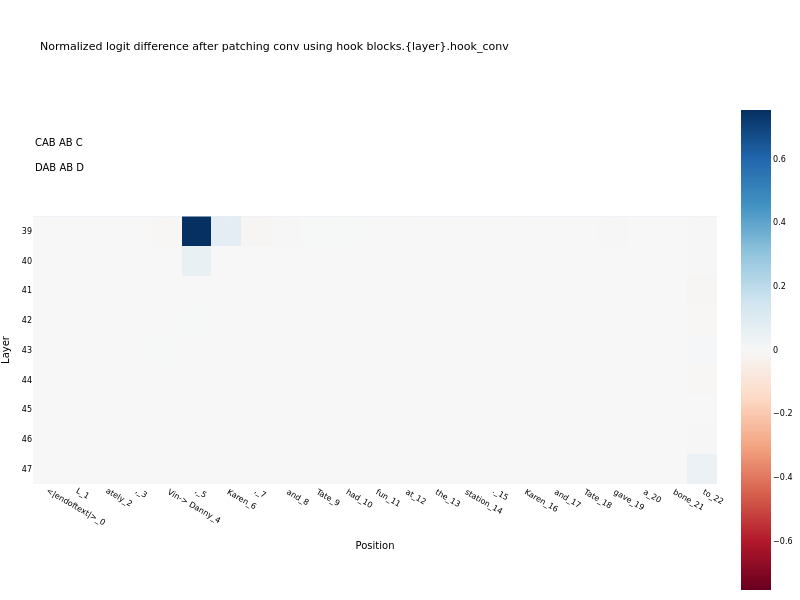 Normalized logit difference after patching conv using hook blocks.{layer}.hook_conv
CAB AB C
DAB AB D
0.6
0.4
0.2
0
−0.2
−0.4
−0.6
39
40
41
42
43
44
45
46
47
Layer
<|endoftext|>_0
L_1
ately_2
,_3
Vin-> Danny_4
,_5
Karen_6
,_7
and_8
Tate_9
had_10
fun_11
at_12
the_13
station_14
._15
Karen_16
and_17
Tate_18
gave_19
a_20
bone_21
to_22
Position